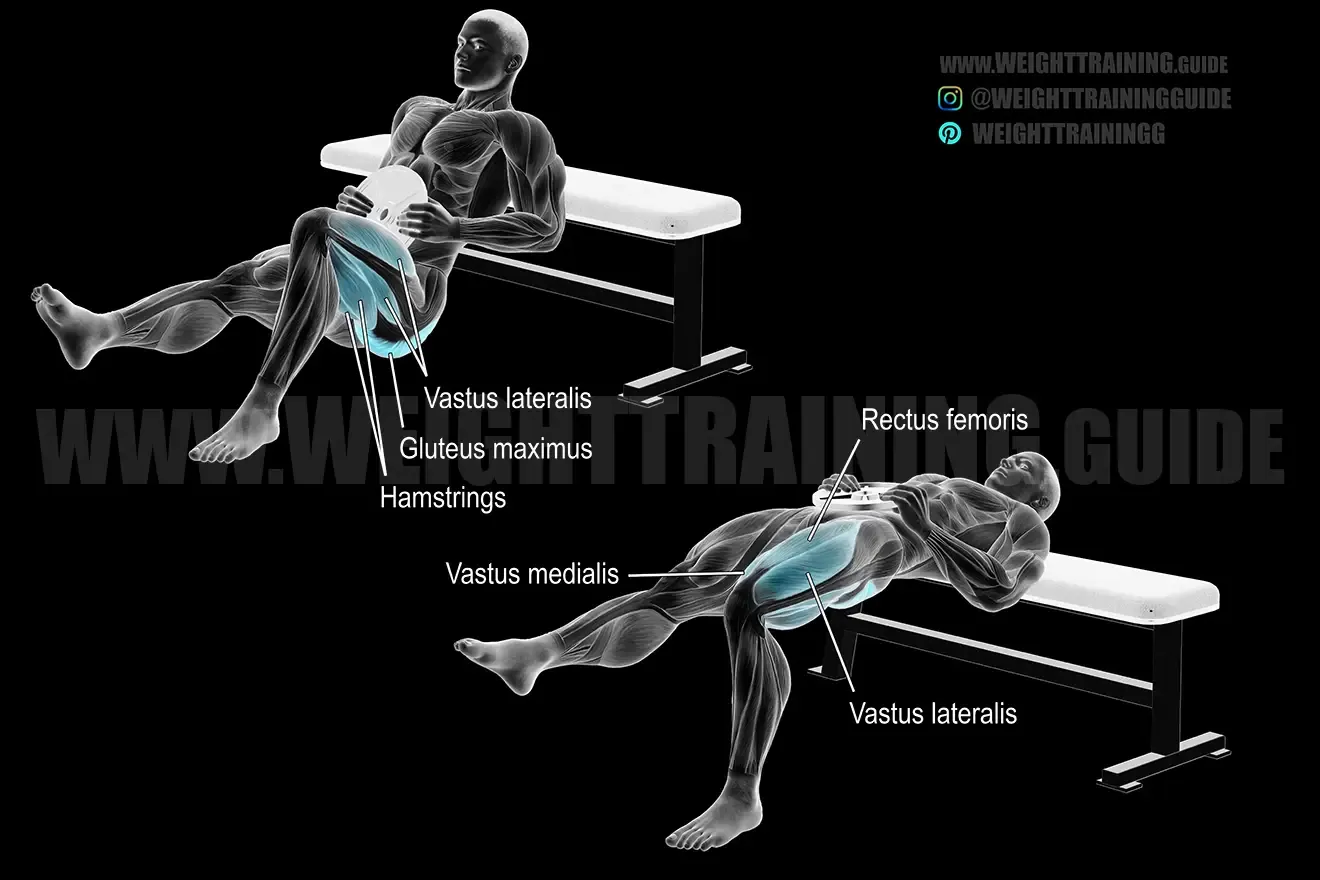 WWW.WEIGHTTRAINING.GUIDE
@WEIGHTTRAININGGUIDE
WEIGHTTRAININGG
Vastus lateralis
Gluteus maximus
Hamstrings
WWW.WEIGHTTRAINING.GUIDE
Rectus femoris
Vastus medialis
Vastus lateralis